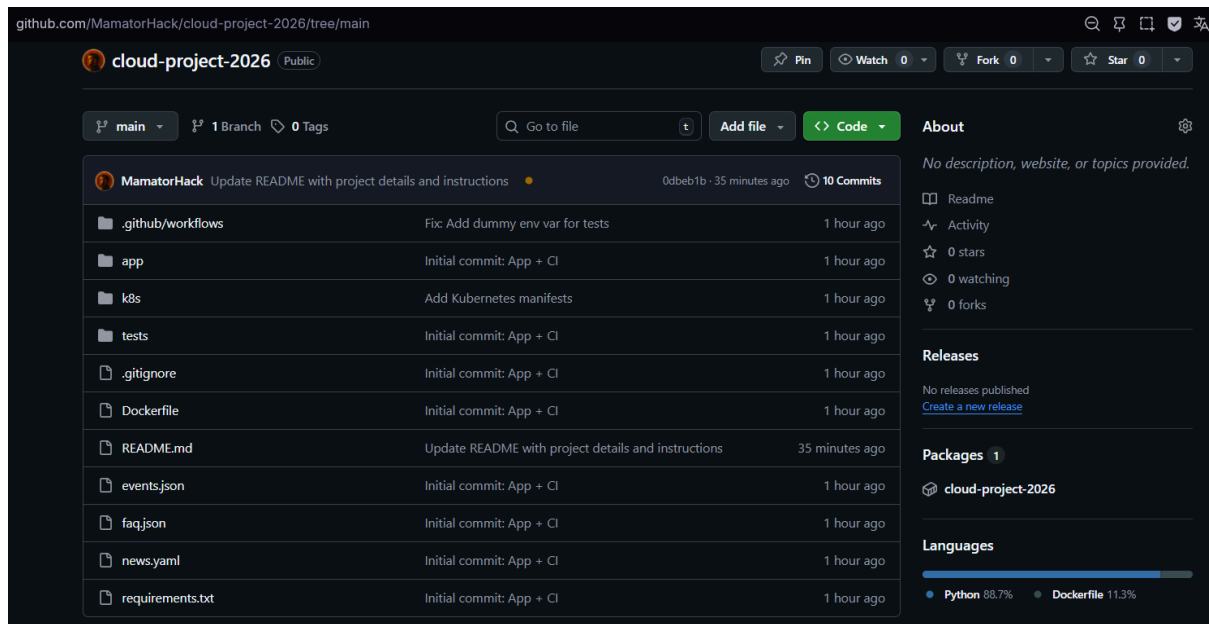 github.com/MamatorHack/cloud-project-2026/tree/main
cloud-project-2026 Public
Pin Watch 0 Fork 0 Star 0
main 1 Branch 0 Tags Go to file t Add file Code
MamatorHack Update README with project details and instructions 0dbeb1b · 35 minutes ago 10 Commits
.github/workflows Fix: Add dummy env var for tests 1 hour ago
app Initial commit: App + CI 1 hour ago
k8s Add Kubernetes manifests 1 hour ago
tests Initial commit: App + CI 1 hour ago
.gitignore Initial commit: App + CI 1 hour ago
Dockerfile Initial commit: App + CI 1 hour ago
README.md Update README with project details and instructions 35 minutes ago
events.json Initial commit: App + CI 1 hour ago
faq.json Initial commit: App + CI 1 hour ago
news.yaml Initial commit: App + CI 1 hour ago
requirements.txt Initial commit: App + CI 1 hour ago
About
No description, website, or topics provided.
Readme
Activity
0 stars
0 watching
0 forks
Releases
No releases published
Create a new release
Packages 1
cloud-project-2026
Languages
Python 88.7% Dockerfile 11.3%